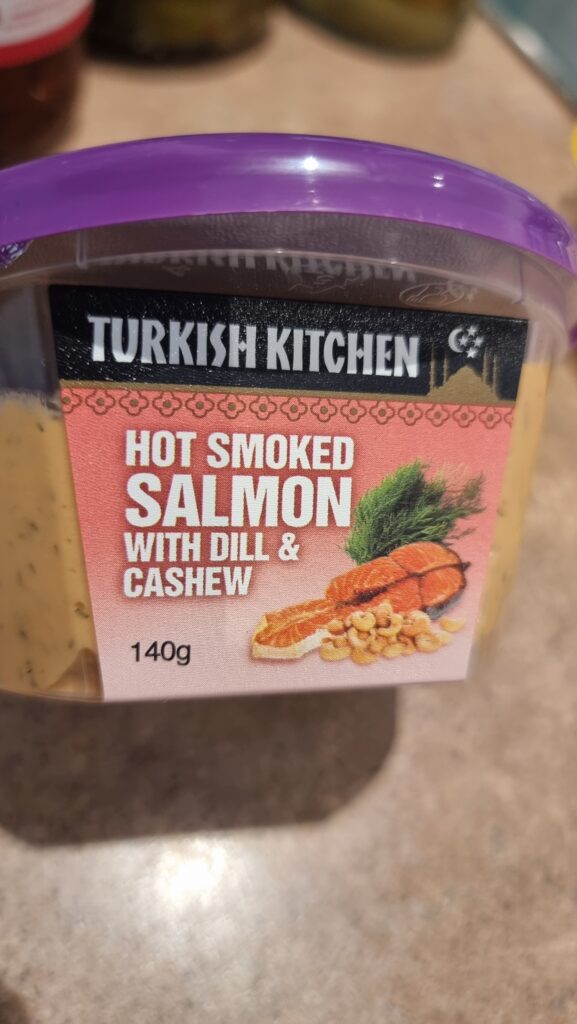 TURKISH KITCHEN
HOT SMOKED
SALMON
WITH DILL &
CASHEW
140g